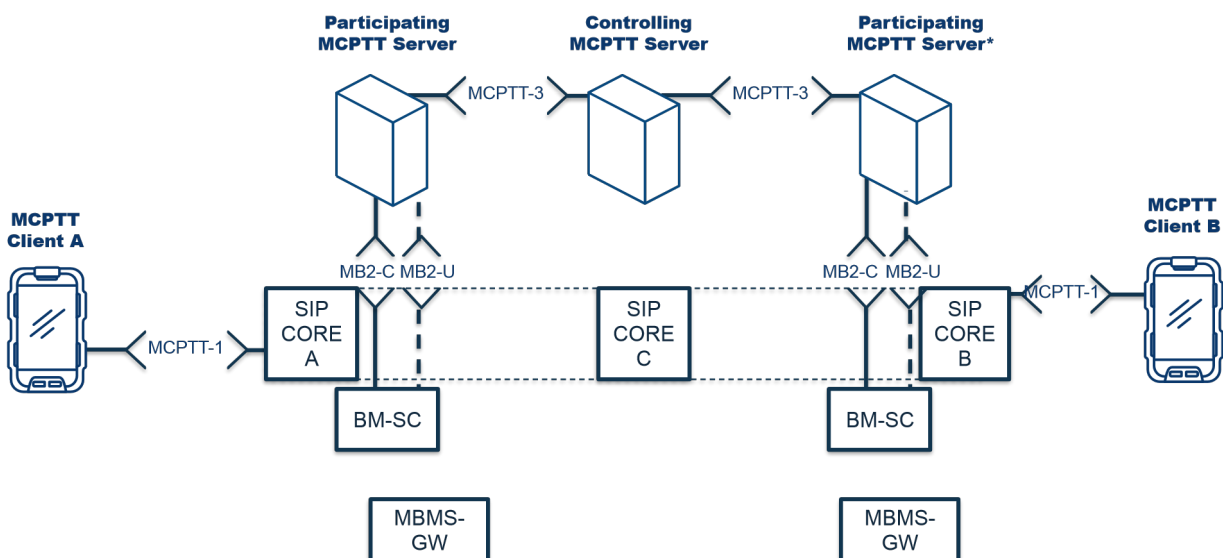 Participating
MCPTT Server
Controlling
MCPTT Server
Participating
MCPTT Server*
MCPTT-3
MCPTT-3
MCPTT
Client A
MCPTT
Client B
MB2-C
MB2-U
MB2-C
MB2-U
MCPTT-1
SIP
CORE
A
SIP
CORE
C
SIP
CORE
B
MCPTT-1
BM-SC
BM-SC
MBMS-
GW
MBMS-
GW